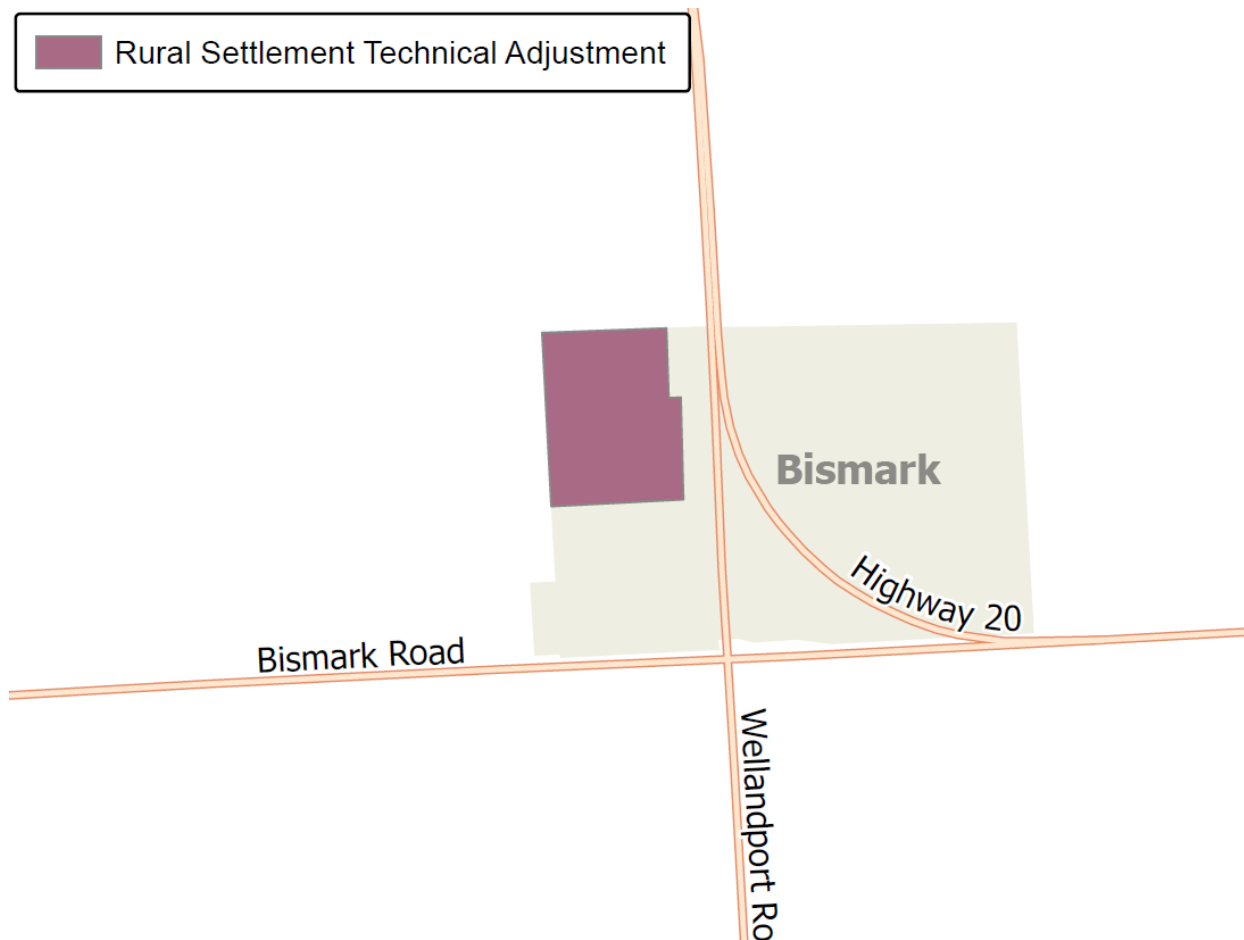 Rural Settlement Technical Adjustment
Bismark
Highway 20
Bismark Road
Wellandport Ro